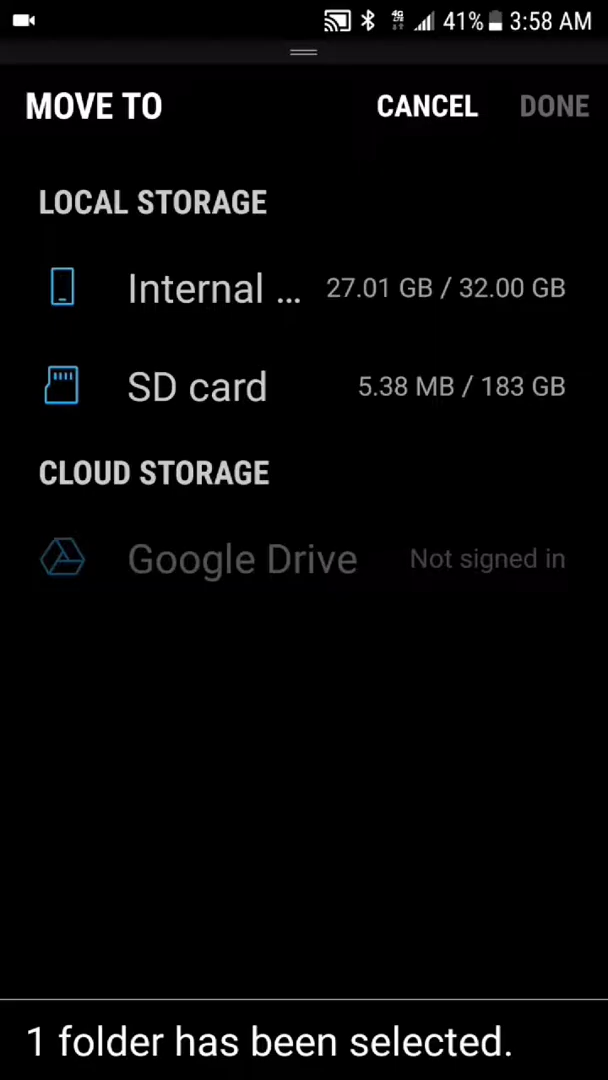 41% 3:58 AM
MOVE TO CANCEL DONE
LOCAL STORAGE
Internal ... 27.01 GB / 32.00 GB
SD card 5.38 MB / 183 GB
CLOUD STORAGE
Google Drive Not signed in
1 folder has been selected.